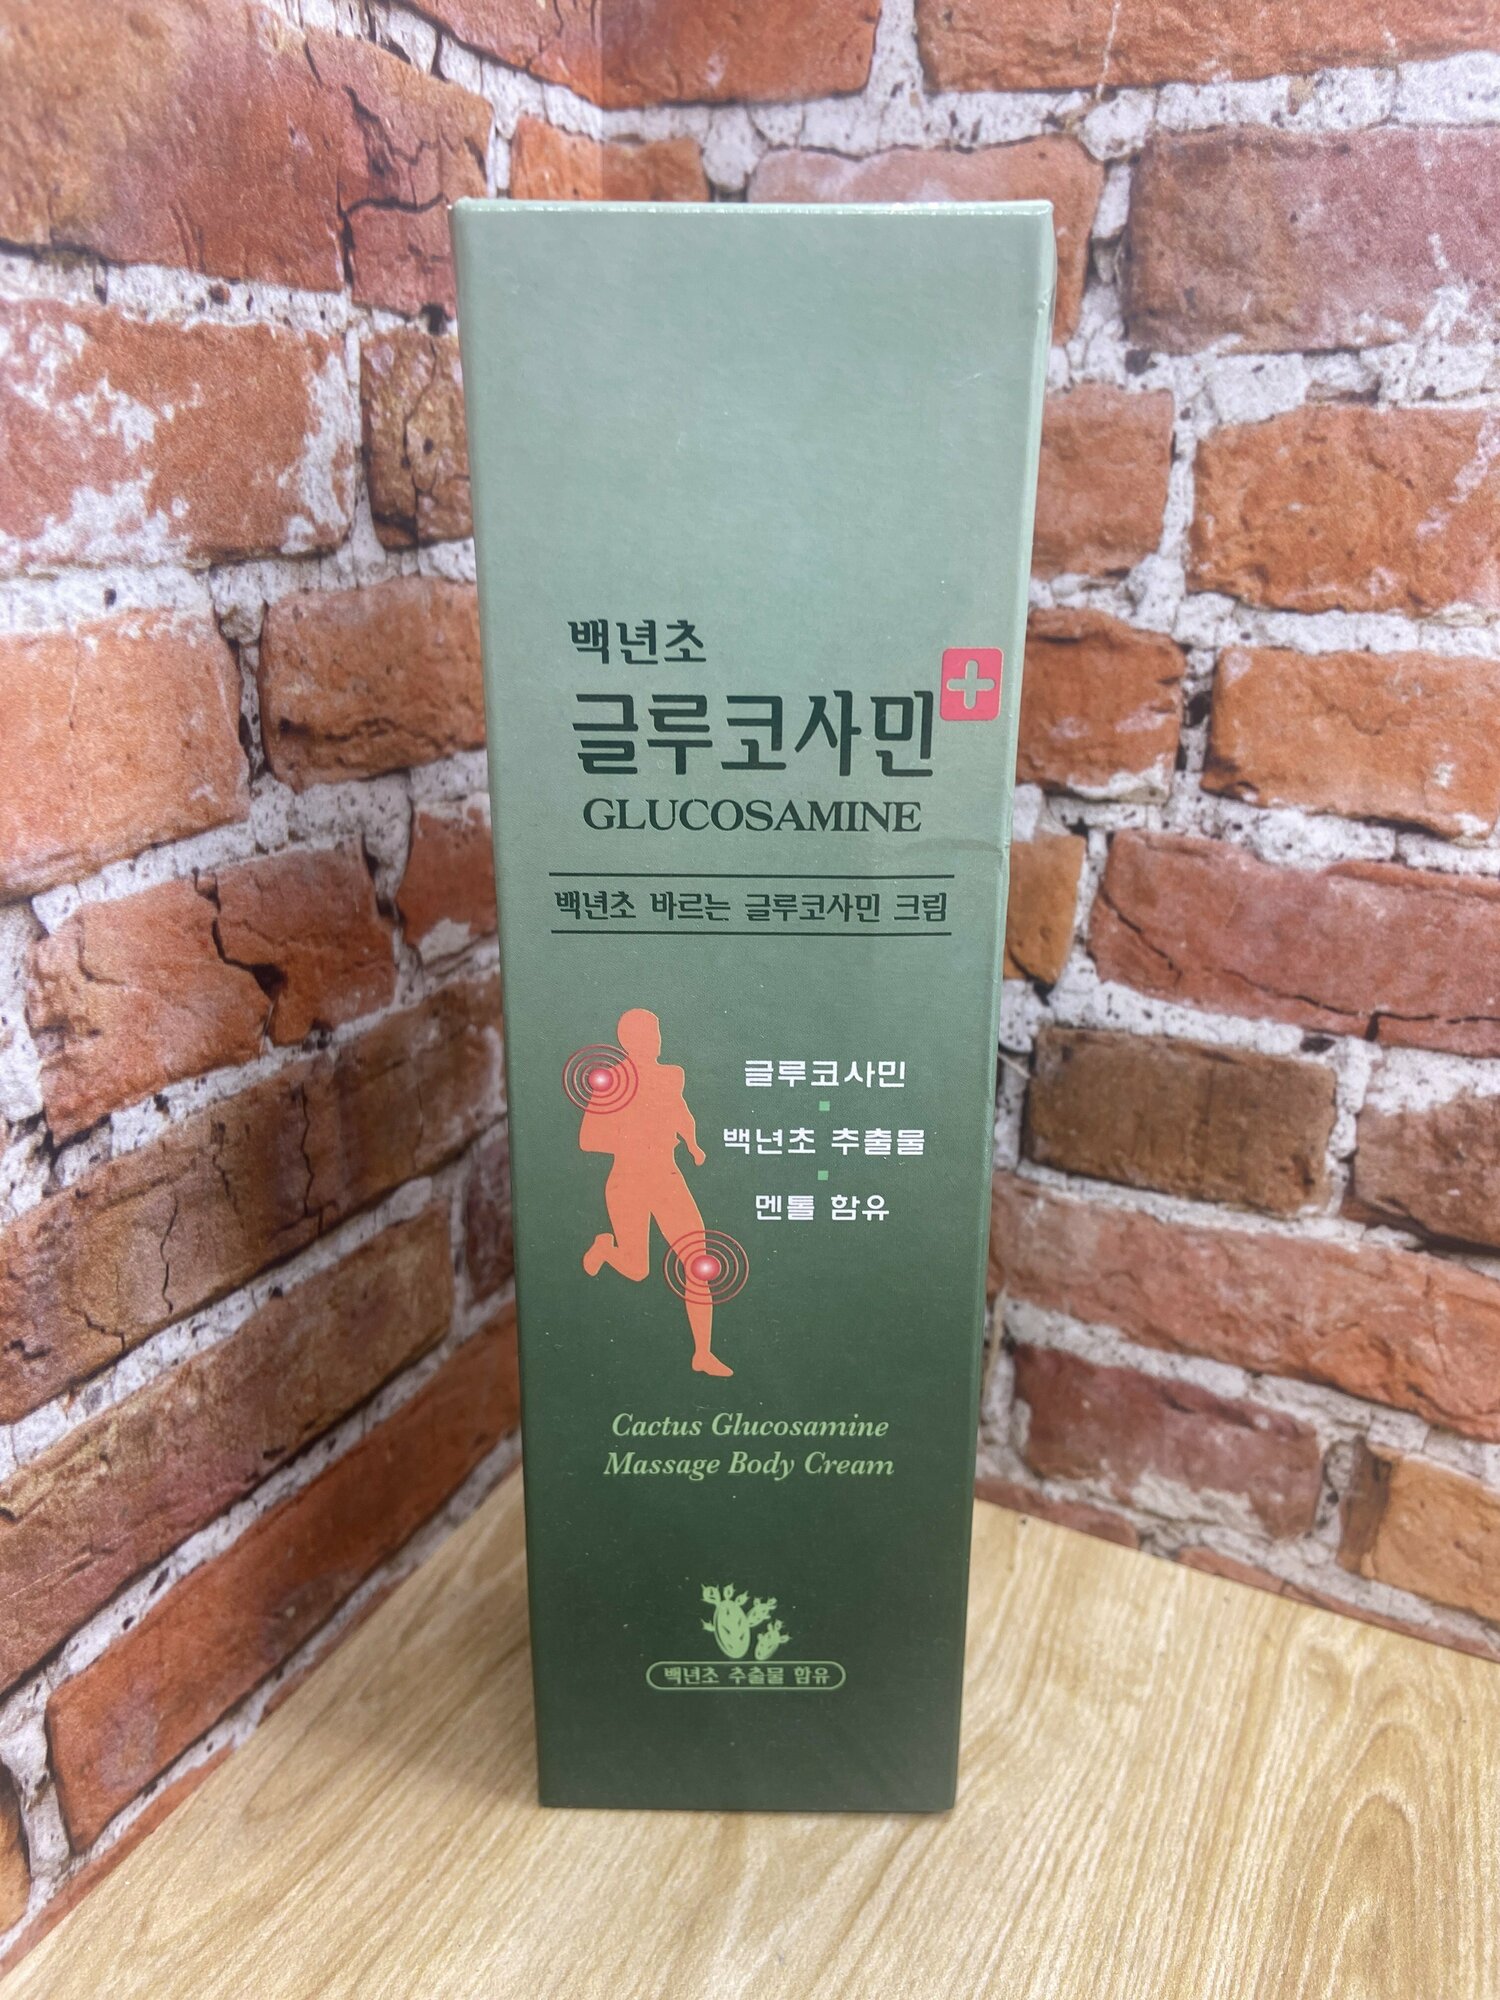 백년초
글루코사민
GLUCOSAMINE
백년초 바르는 글루코사민 크림
글루코사민
백년초 추출물
멘톨 함유
Cactus Glucosamine
Massage Body Cream
백년초 추출물 함유